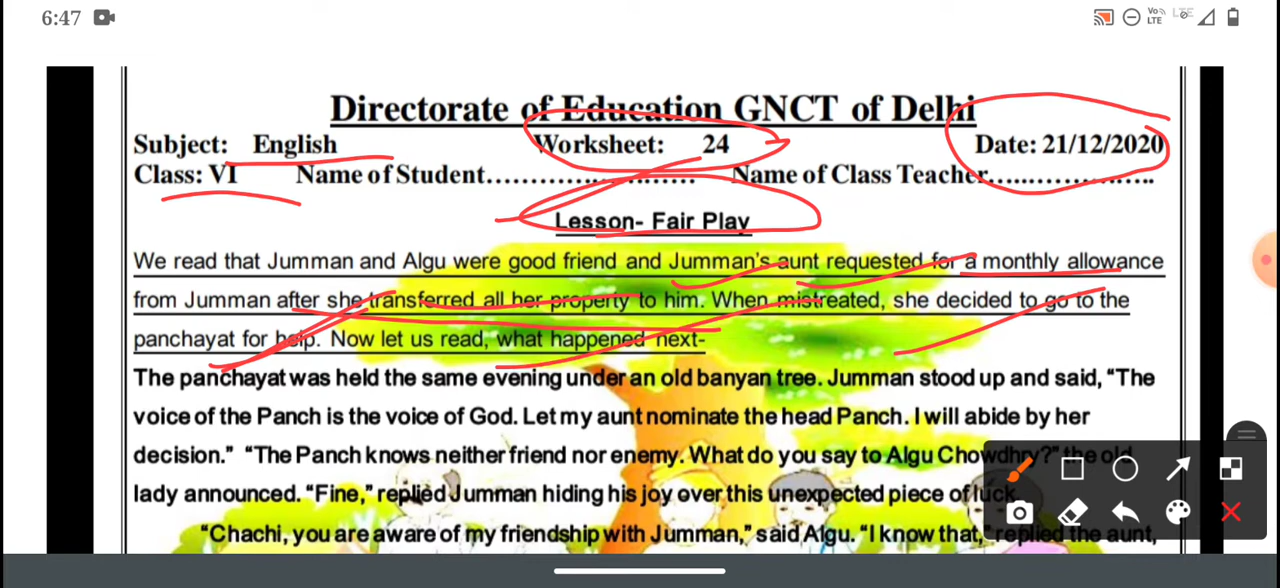 6:47
Vo
LTE
LTE
Directorate of Education GNCT of Delhi
Subject: English Worksheet: 24 Date: 21/12/2020
Class: VI Name of Student........................ Name of Class Teacher...................
Lesson- Fair Play
We read that Jumman and Algu were good friend and Jumman's aunt requested for a monthly allowance
from Jumman after she transferred all her property to him. When mistreated, she decided to go to the
panchayat for help. Now let us read, what happened next-
The panchayat was held the same evening under an old banyan tree. Jumman stood up and said, “The
voice of the Panch is the voice of God. Let my aunt nominate the head Panch. I will abide by her
decision.” “The Panch knows neither friend nor enemy. What do you say to Algu Chowdhry?” the old
lady announced. “Fine,” replied Jumman hiding his joy over this unexpected piece of luck.
“Chachi, you are aware of my friendship with Jumman,” said Algu. “I know that,” replied the aunt,